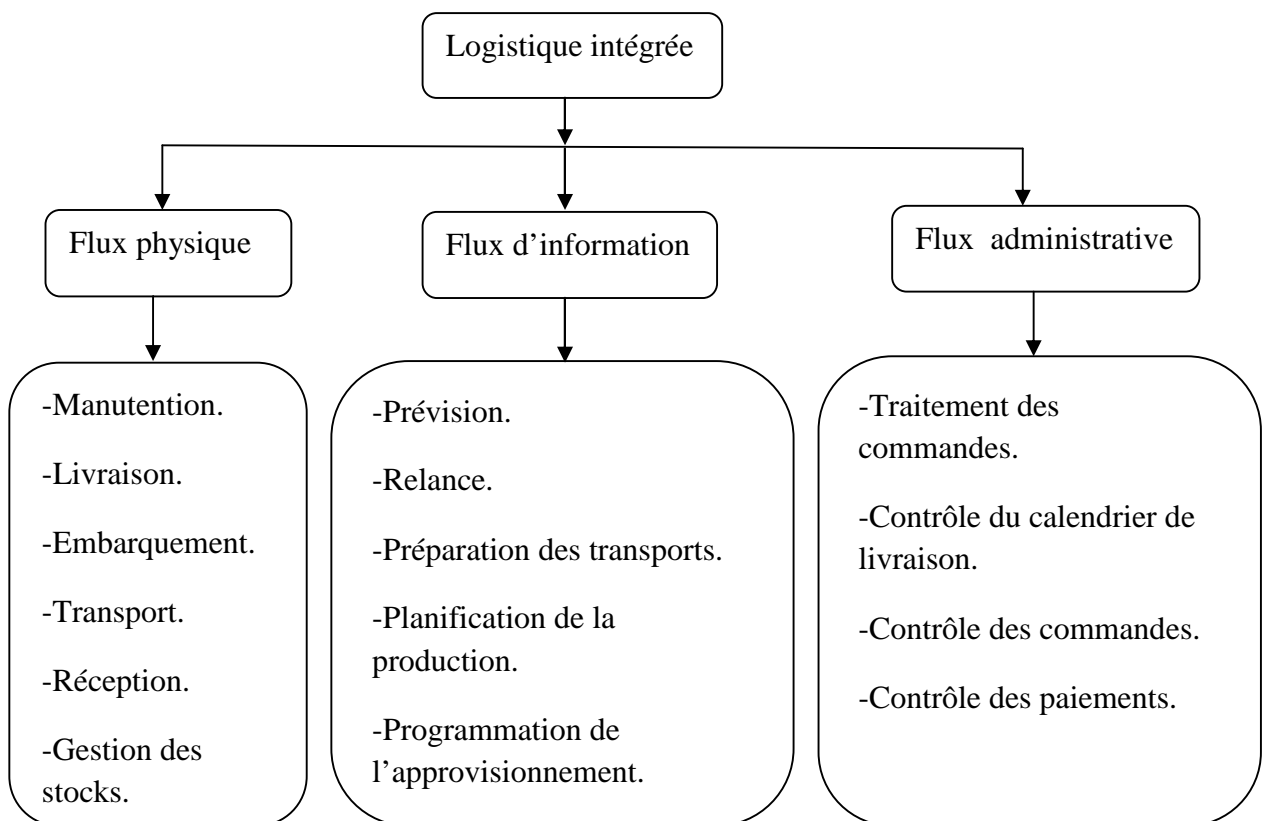 Logistique intégrée
Flux physique
Flux d’information
Flux administrative
-Manutention.
-Livraison.
-Embarquement.
-Transport.
-Réception.
-Gestion des
stocks.
-Prévision.
-Relance.
-Préparation des transports.
-Planification de la
production.
-Programmation de
l’approvisionnement.
-Traitement des
commandes.
-Contrôle du calendrier de
livraison.
-Contrôle des commandes.
-Contrôle des paiements.